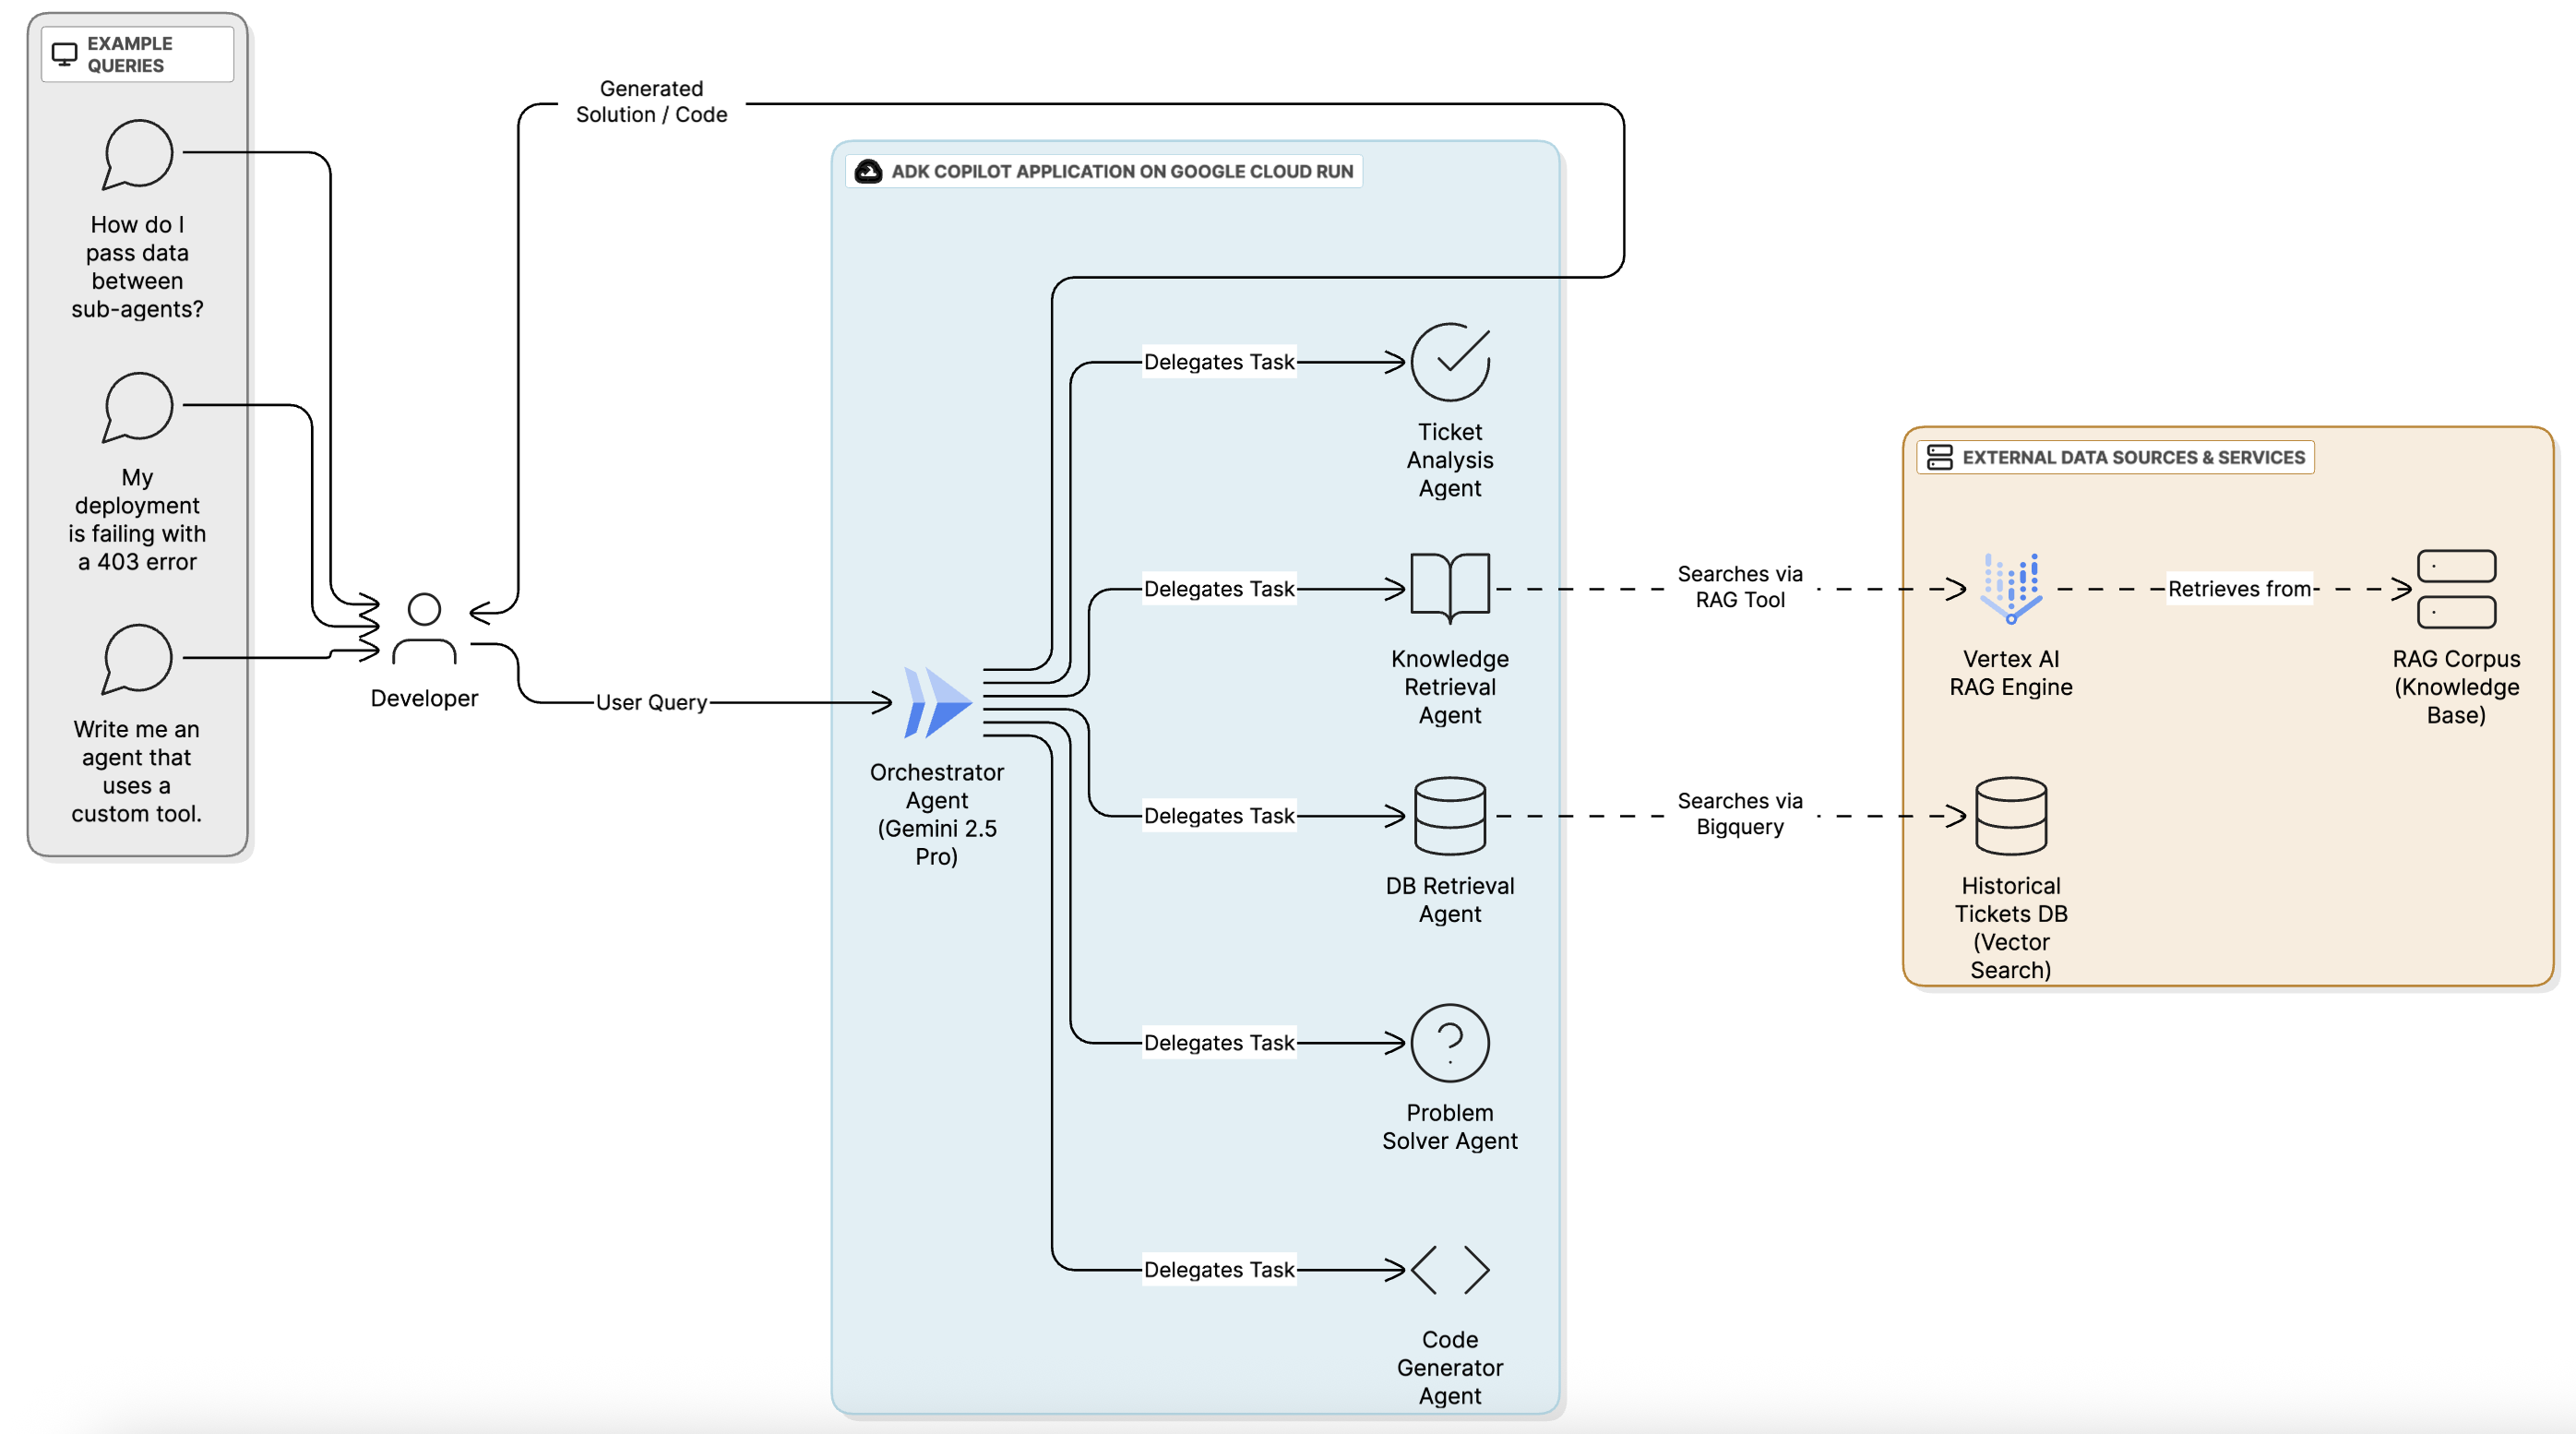 EXAMPLE
QUERIES
How do I
pass data
between
sub-agents?
My
deployment
is failing with
a 403 error
Write me an
agent that
uses a
custom tool.
Developer
Generated
Solution / Code
User Query
ADK COPILOT APPLICATION ON GOOGLE CLOUD RUN
Orchestrator
Agent
(Gemini 2.5
Pro)
Delegates Task
Ticket
Analysis
Agent
Delegates Task
Knowledge
Retrieval
Agent
Delegates Task
DB Retrieval
Agent
Delegates Task
Problem
Solver Agent
Delegates Task
Code
Generator
Agent
Searches via
RAG Tool
Searches via
Bigquery
EXTERNAL DATA SOURCES & SERVICES
Vertex AI
RAG Engine
Retrieves from
RAG Corpus
(Knowledge
Base)
Historical
Tickets DB
(Vector
Search)